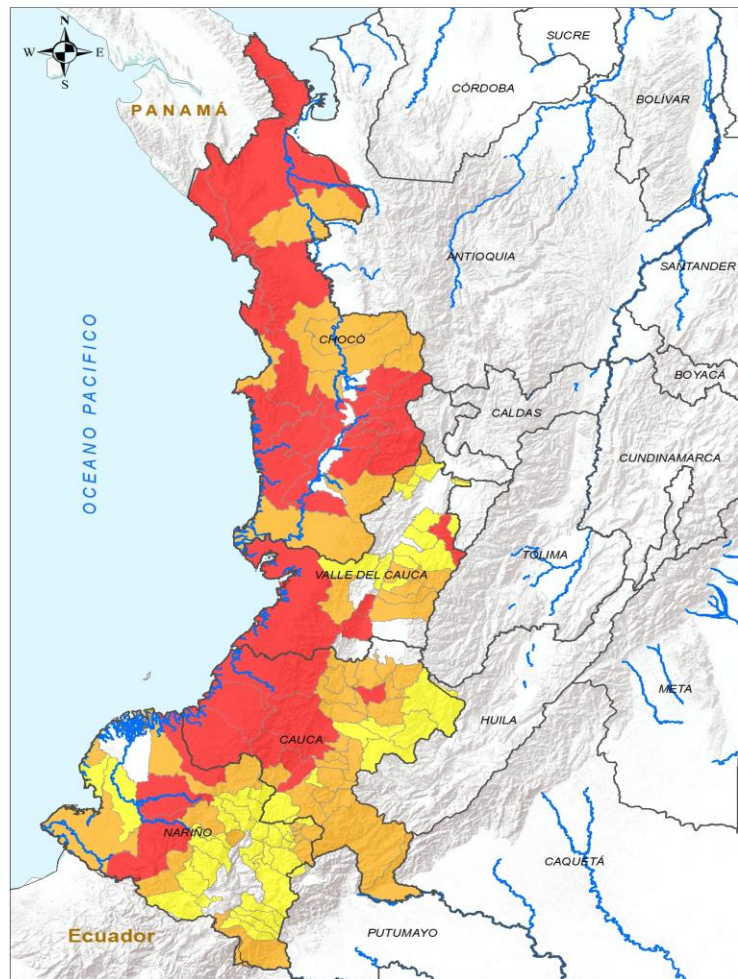 N
W E
S
SUCRE
CÓRDOBA
BOLÍVAR
PANAMÁ
ANTIOQUIA
SANTANDER
OCEANO PACIFICO
CHOCÓ
BOYACÁ
CALDAS
CUNDINAMARCA
TOLIMA
VALLE DEL CAUCA
META
HUILA
CAUCA
NARIÑO
CAQUETÁ
Ecuador
PUTUMAYO